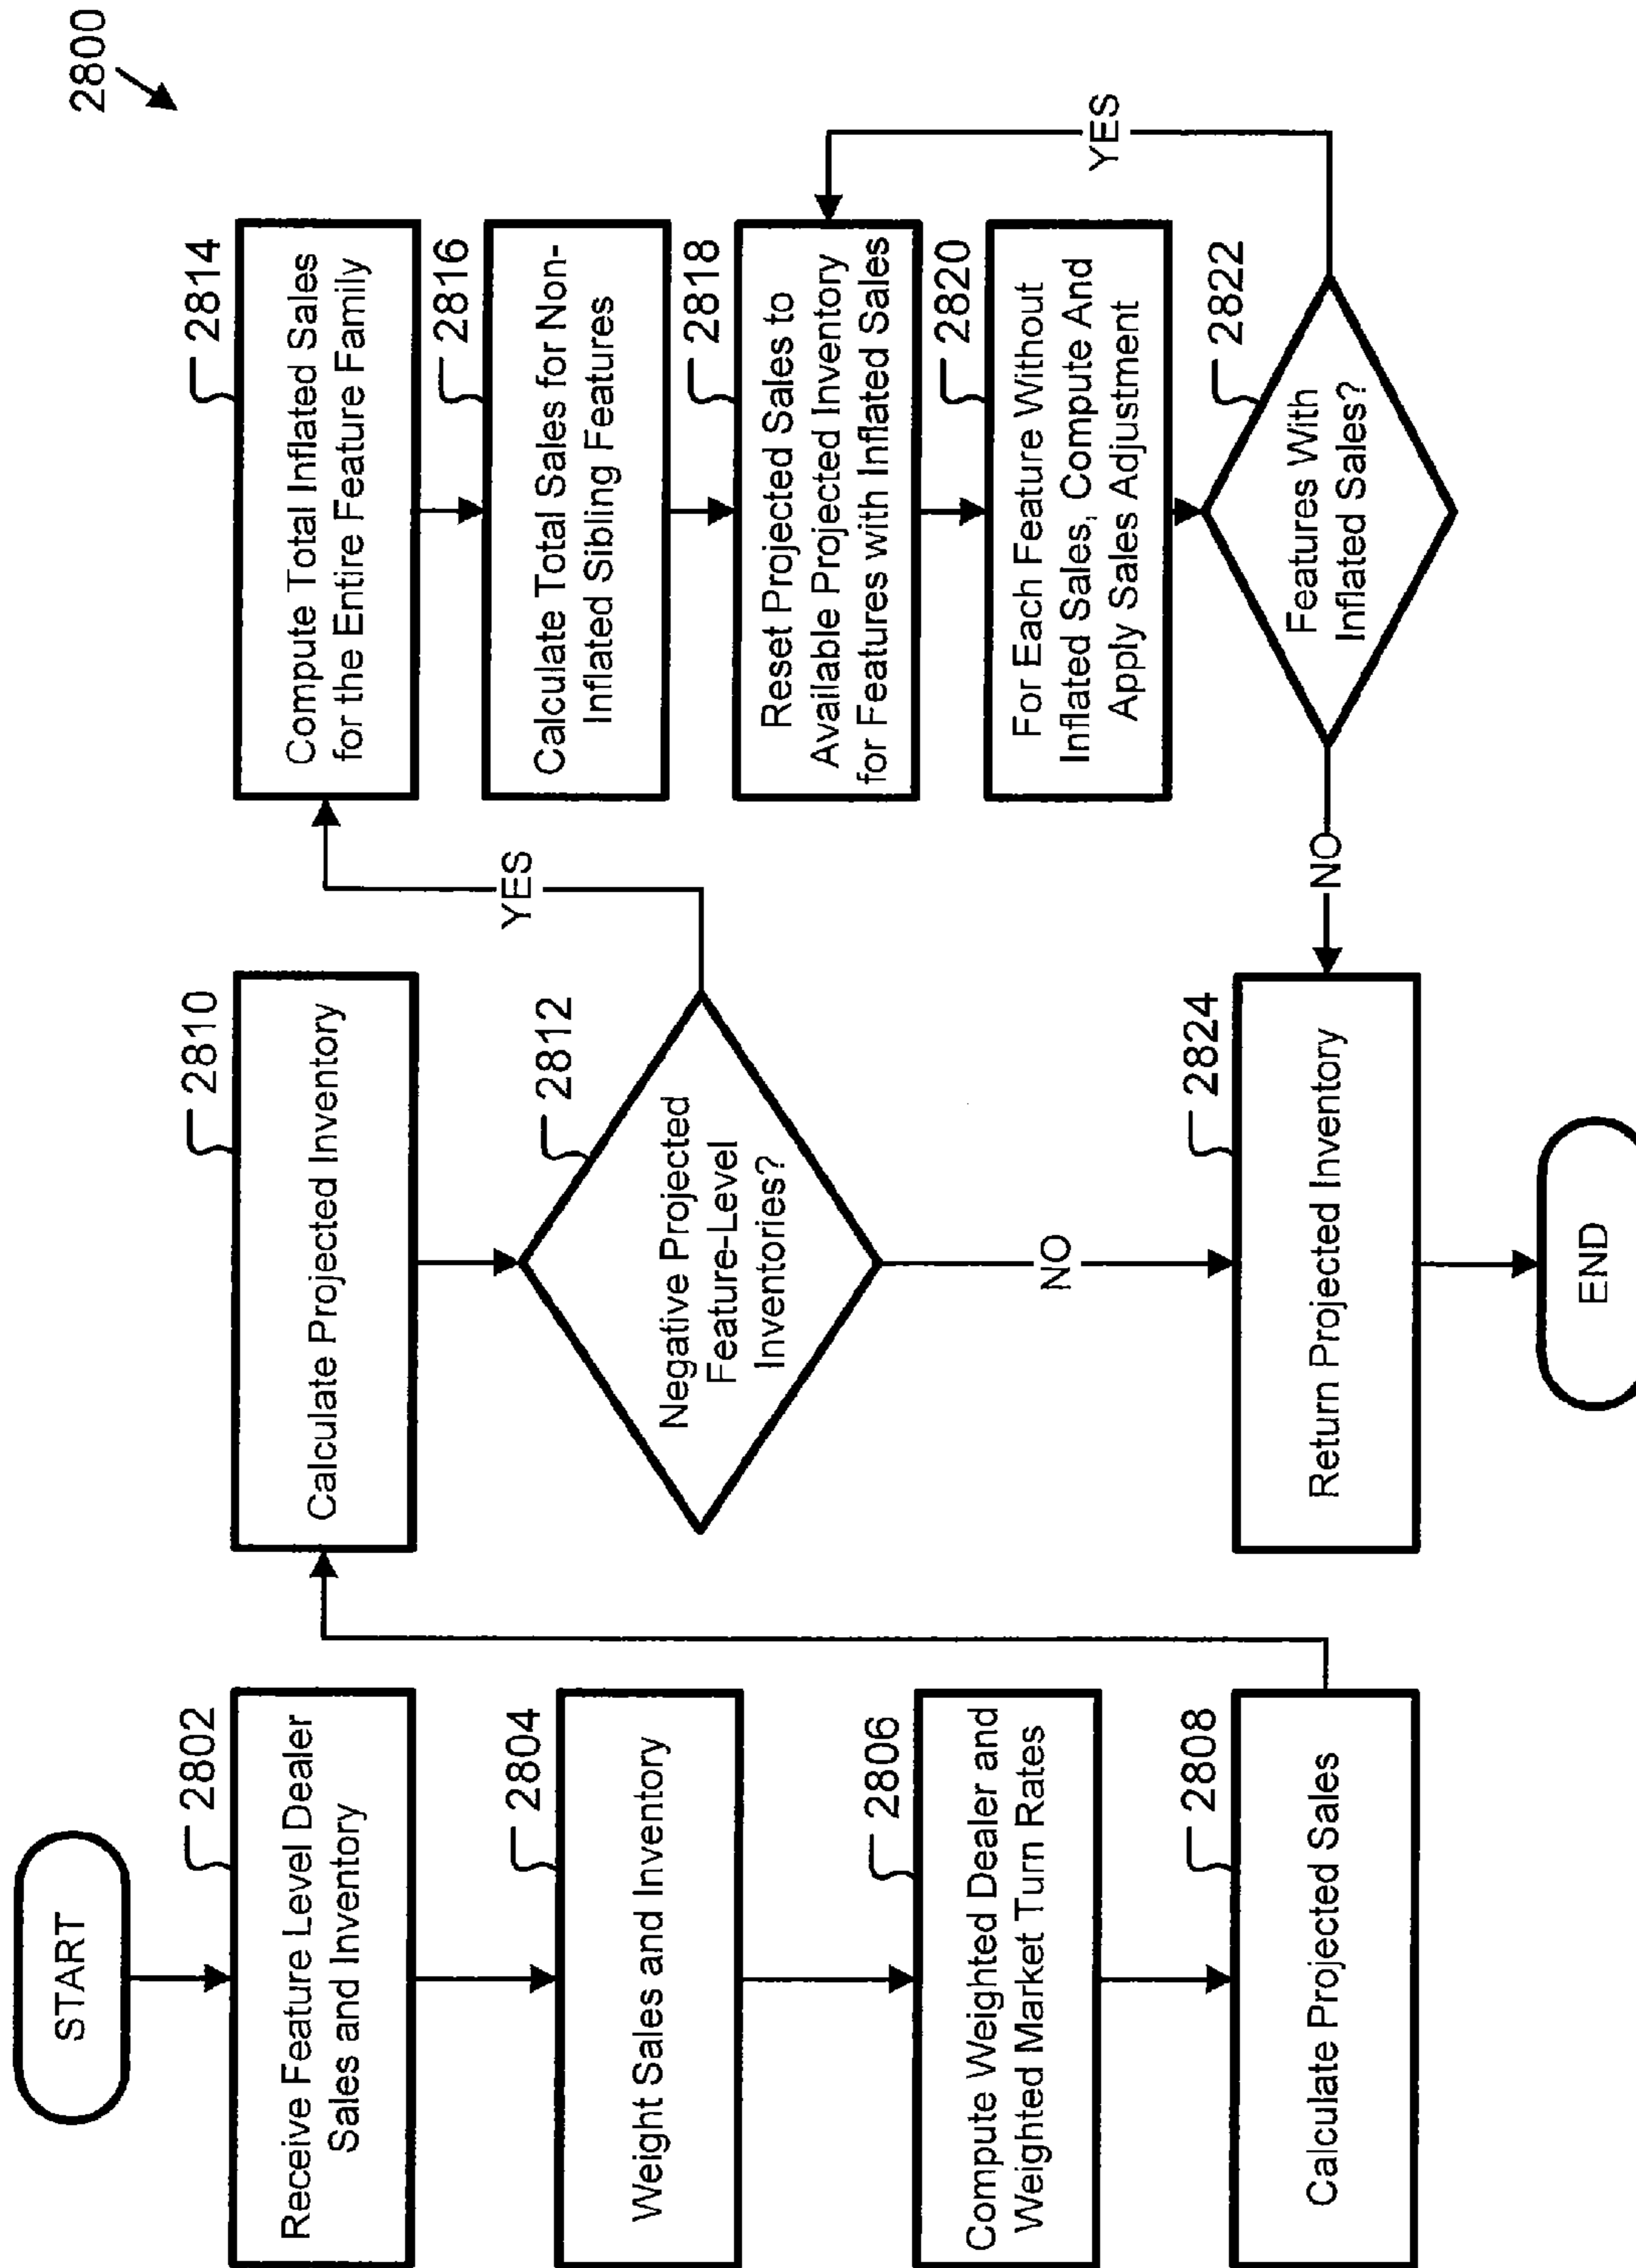 2800
START
2802
Receive Feature Level Dealer
Sales and Inventory
2804
Weight Sales and Inventory
2806
Compute Weighted Dealer and
Weighted Market Turn Rates
2808
Calculate Projected Sales
2810
Calculate Projected Inventory
2812
Negative Projected
Feature-Level
Inventories?
YES
NO
2814
Compute Total Inflated Sales
for the Entire Feature Family
2816
Calculate Total Sales for Non-
Inflated Sibling Features
2818
Reset Projected Sales to
Available Projected Inventory
for Features with Inflated Sales
2820
For Each Feature Without
Inflated Sales, Compute And
Apply Sales Adjustment
2822
Features With
Inflated Sales?
YES
NO
2824
Return Projected Inventory
END